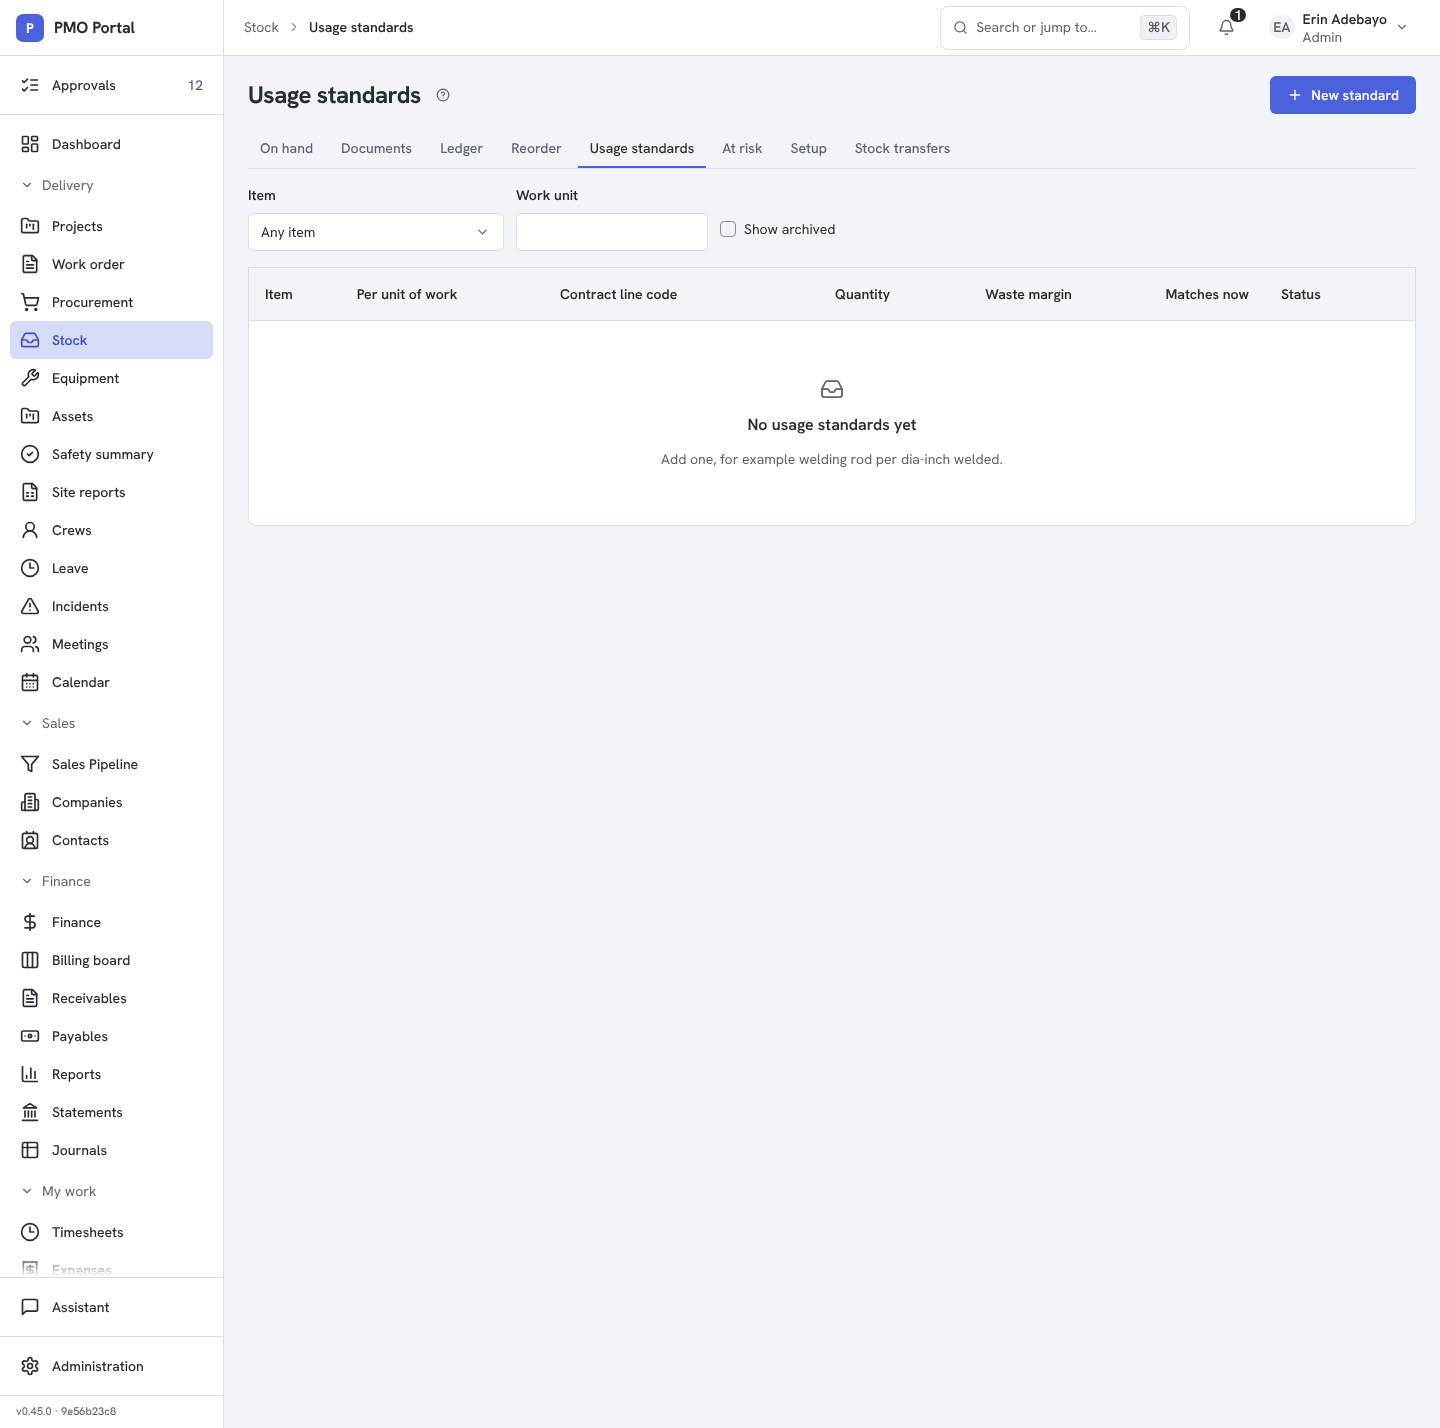 P PMO Portal
Stock > Usage standards
Search or jump to... ⌘K
1
EA Erin Adebayo
Admin
Approvals 12
Dashboard
Delivery
Projects
Work order
Procurement
Stock
Equipment
Assets
Safety summary
Site reports
Crews
Leave
Incidents
Meetings
Calendar
Sales
Sales Pipeline
Companies
Contacts
Finance
Finance
Billing board
Receivables
Payables
Reports
Statements
Journals
My work
Timesheets
Expenses
Assistant
Administration
v0.45.0 · 9e56b23c8
Usage standards
+ New standard
On hand Documents Ledger Reorder Usage standards At risk Setup Stock transfers
Item Work unit
Any item Show archived
Item Per unit of work Contract line code Quantity Waste margin Matches now Status
No usage standards yet
Add one, for example welding rod per dia-inch welded.